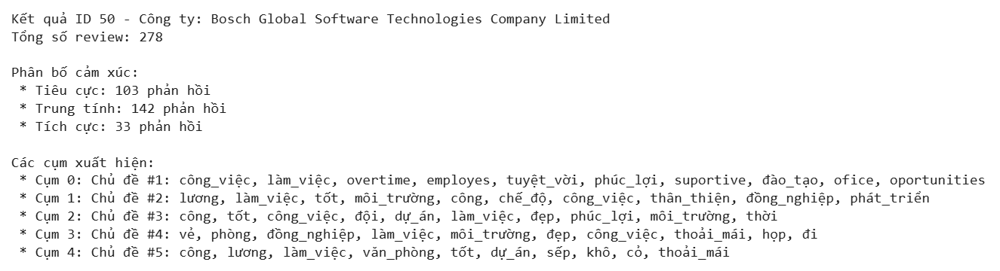 Kết quả ID 50 - Công ty: Bosch Global Software Technologies Company Limited
Tổng số review: 278
Phân bố cảm xúc:
* Tiêu cực: 103 phản hồi
* Trung tính: 142 phản hồi
* Tích cực: 33 phản hồi
Các cụm xuất hiện:
* Cụm 0: Chủ đề #1: công_việc, làm_việc, overtime, employes, tuyệt_vời, phúc_lợi, suportive, đào_tạo, ofice, oportunities
* Cụm 1: Chủ đề #2: lương, làm_việc, tốt, môi_trường, công, chế_độ, công_việc, thân_thiện, đồng_nghiệp, phát_triển
* Cụm 2: Chủ đề #3: công, tốt, công_việc, đội, dự_án, làm_việc, đẹp, phúc_lợi, môi_trường, thời
* Cụm 3: Chủ đề #4: vẻ, phòng, đồng_nghiệp, làm_việc, môi_trường, đẹp, công_việc, thoải_mái, họp, đi
* Cụm 4: Chủ đề #5: công, lương, làm_việc, văn_phòng, tốt, dự_án, sếp, khô, cỏ, thoải_mái